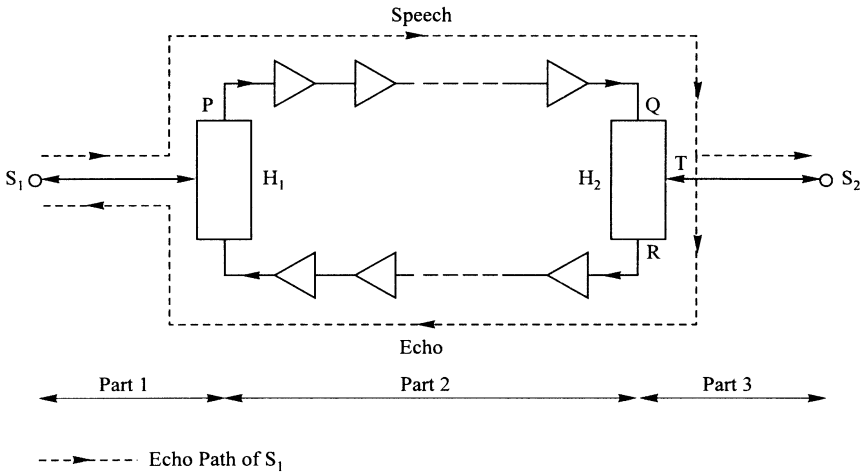 Speech
P
Q
S₁
H₁
H₂
T
S₂
R
Echo
Part 1
Part 2
Part 3
Echo Path of S₁